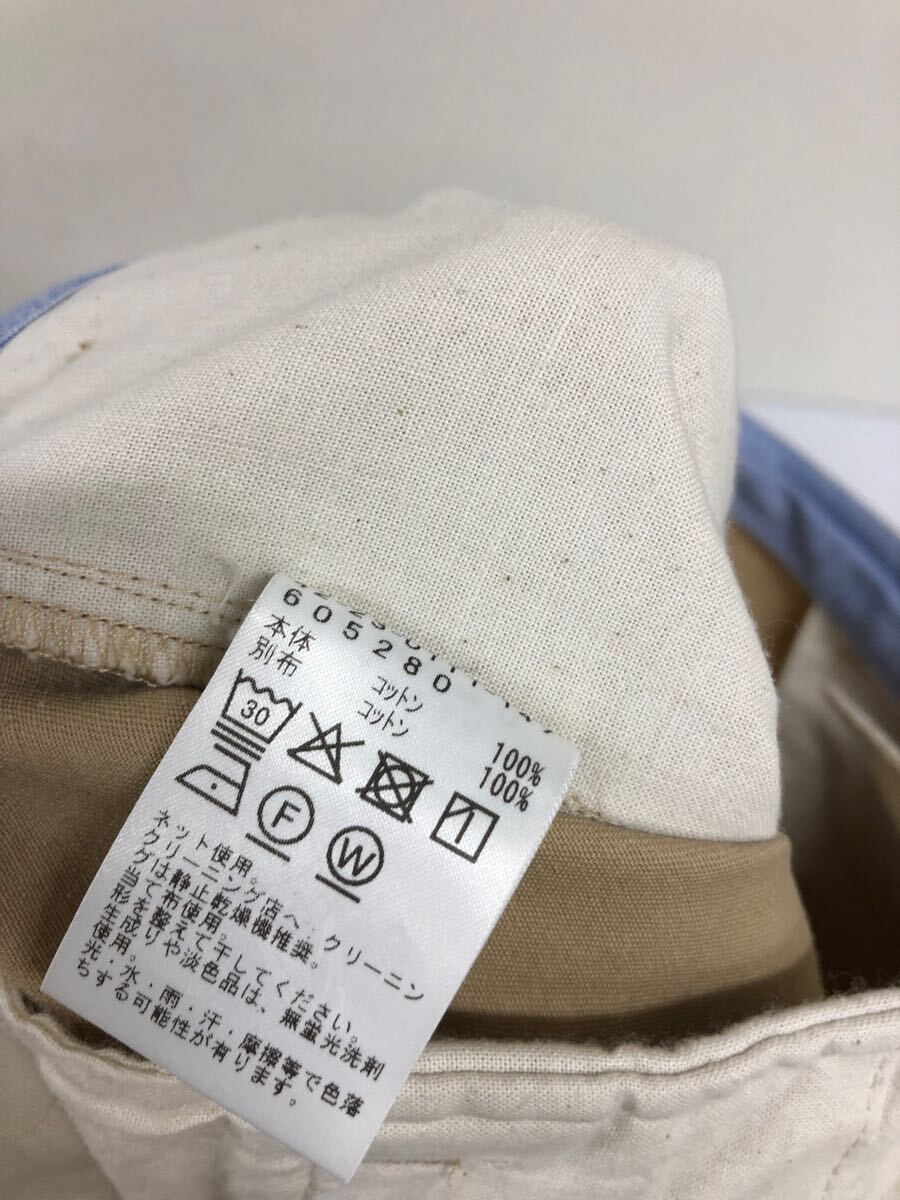 605280
本体 コットン 100%
別布 コットン 100%
30
F
W
ネット使用。
クリーニング店へ:クリーニン
グは静止乾燥機推奨。
当て布使用。
形を整えて干してください。
生成りや淡色品は、無蛍光洗剤
使用。
光・水・雨・汗・摩擦等で色落
ちする可能性が有ります。